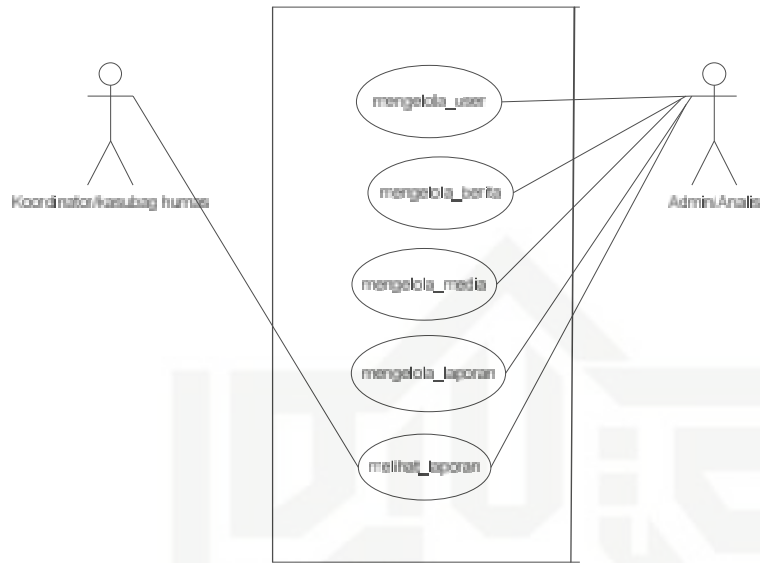 mengelola_user
mengelola_berita
Koordinator/kasubag humas
Admin/Analis
mengelola_media
mengelola_laporan
melihat_laporan